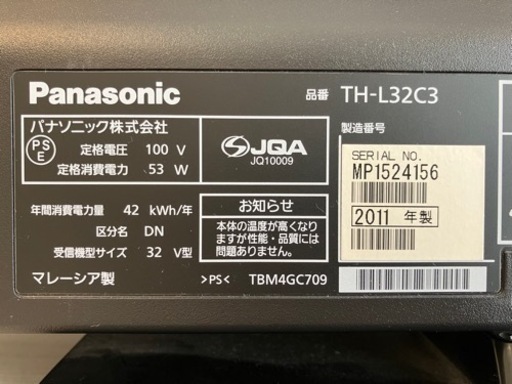 Panasonic
品番 TH-L32C3
パナソニック株式会社
PS
E
定格電圧 100 V
定格消費電力 53 W
JQA
JQ10009
製造番号
SERIAL NO.
MP1524156
2011 年製
年間消費電力量 42 kWh/年
区分名 DN
受信機型サイズ 32 V型
お知らせ
本体の温度が高くなり
ますが性能・品質には
問題ありません。
マレーシア製
>PS< TBM4GC709